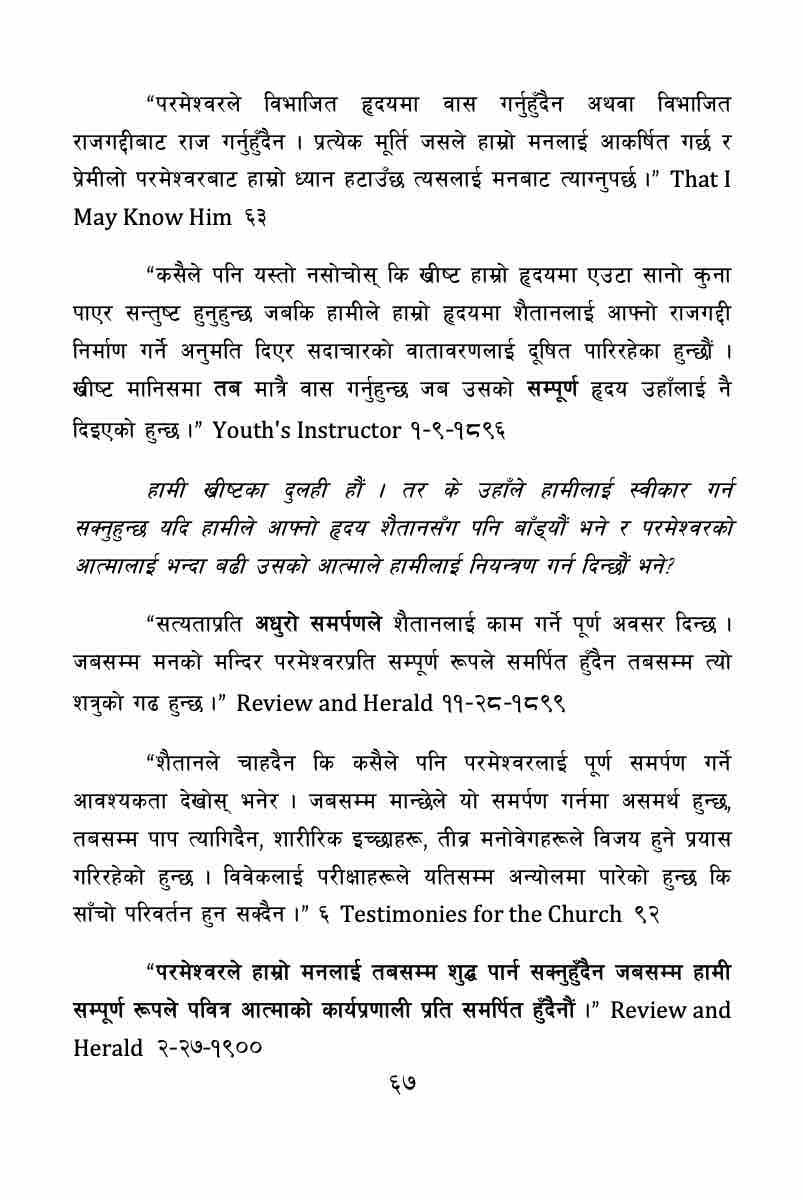 “परमेश्वरले विभाजित हृदयमा वास गर्नुहुँदैन अथवा विभाजित
राजगद्दीबाट राज गर्नुहुँदैन । प्रत्येक मूर्ति जसले हाम्रो मनलाई आकर्षित गर्छ र
प्रेमीलो परमेश्वरबाट हाम्रो ध्यान हटाउँछ त्यसलाई मनबाट त्याग्नुपर्छ ।” That I
May Know Him ६३
“कसैले पनि यस्तो नसोचोस् कि ख्रीष्ट हाम्रो हृदयमा एउटा सानो कुना
पाएर सन्तुष्ट हुनुहुन्छ जबकि हामीले हाम्रो हृदयमा शैतानलाई आफ्नो राजगद्दी
निर्माण गर्ने अनुमति दिएर सदाचारको वातावरणलाई दूषित पारिरहेका हुन्छौं ।
ख्रीष्ट मानिसमा तब मात्रै वास गर्नुहुन्छ जब उसको सम्पूर्ण हृदय उहाँलाई नै
दिइएको हुन्छ ।” Youth's Instructor १-९-१८९६
हामी ख्रीष्टका दुलही हौं । तर के उहाँले हामीलाई स्वीकार गर्न
सक्नुहुन्छ यदि हामीले आफ्नो हृदय शैतानसँग पनि बाँड्यौं भने र परमेश्वरको
आत्मालाई भन्दा बढी उसको आत्माले हामीलाई नियन्त्रण गर्न दिन्छौं भने?
“सत्यताप्रति अधुरो समर्पणले शैतानलाई काम गर्ने पूर्ण अवसर दिन्छ ।
जबसम्म मनको मन्दिर परमेश्वरप्रति सम्पूर्ण रूपले समर्पित हुँदैन तबसम्म त्यो
शत्रुको गढ हुन्छ ।” Review and Herald ११-२८-१८९९
“शैतानले चाहदैन कि कसैले पनि परमेश्वरलाई पूर्ण समर्पण गर्ने
आवश्यकता देखोस् भनेर । जबसम्म मान्छेले यो समर्पण गर्नमा असमर्थ हुन्छ,
तबसम्म पाप त्यागिदैन, शारीरिक इच्छाहरू, तीव्र मनोवेगहरूले विजय हुने प्रयास
गरिरहेको हुन्छ । विवेकलाई परीक्षाहरूले यतिसम्म अन्योलमा पारेको हुन्छ कि
साँचो परिवर्तन हुन सक्दैन ।” ६ Testimonies for the Church ९२
“परमेश्वरले हाम्रो मनलाई तबसम्म शुद्ध पार्न सक्नुहुँदैन जबसम्म हामी
सम्पूर्ण रूपले पवित्र आत्माको कार्यप्रणाली प्रति समर्पित हुँदैनौं ।” Review and
Herald २-२७-१९००
६७